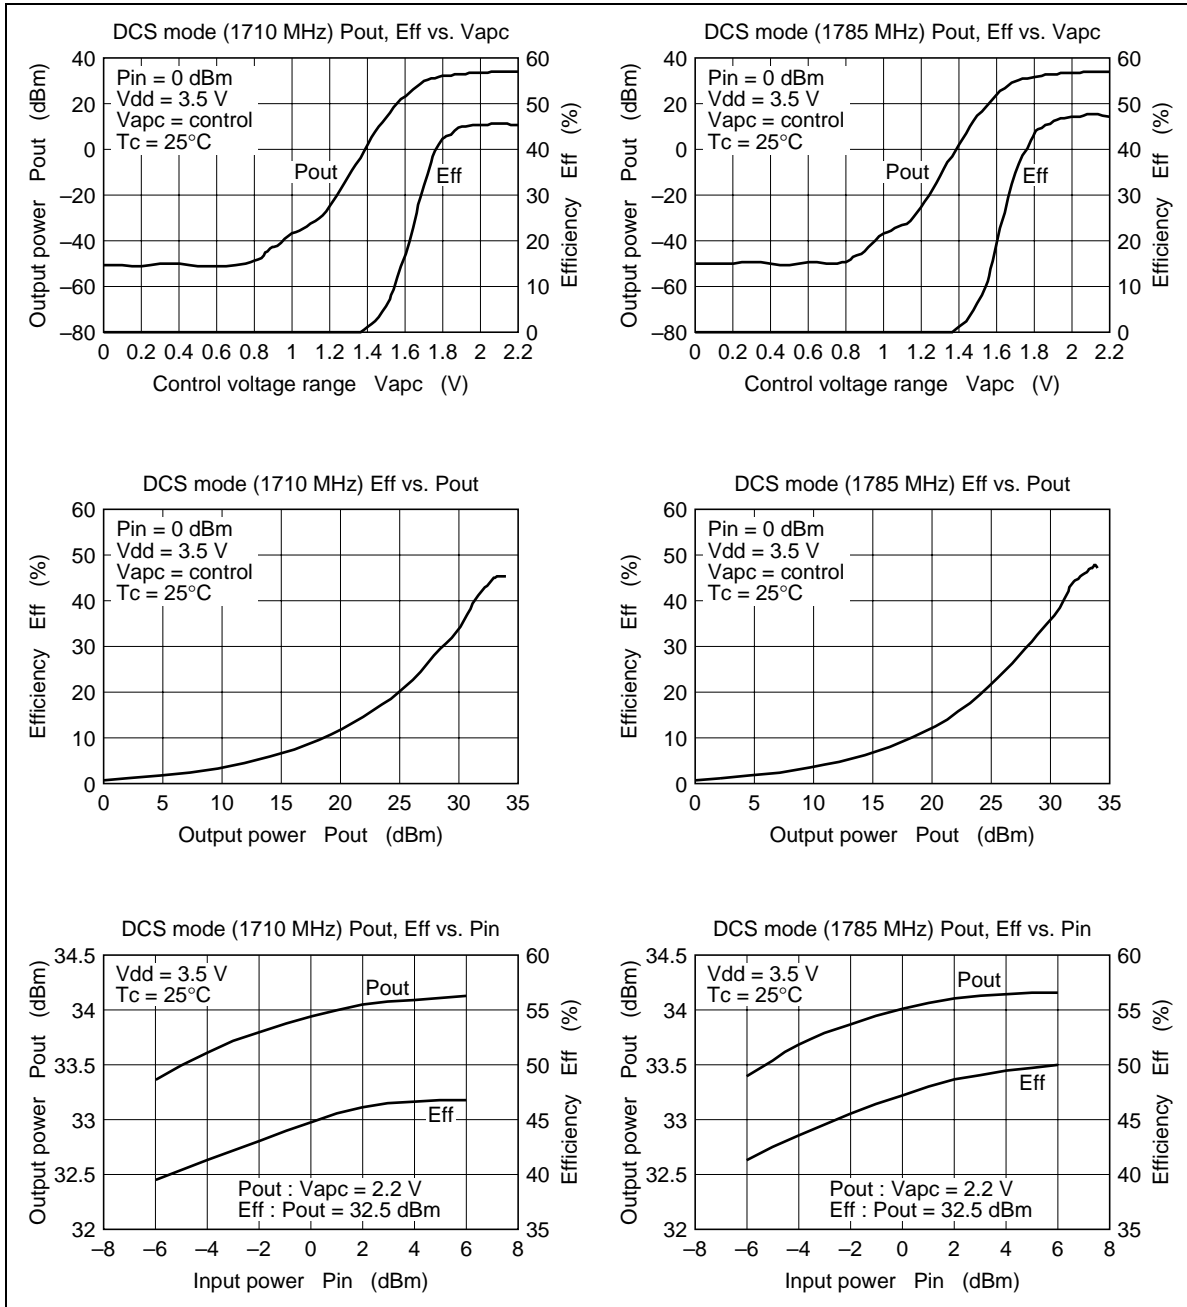 DCS mode (1710 MHz) Pout, Eff vs. Vapc
Output power Pout (dBm)
40
20
0
–20
–40
–60
–80
Pin = 0 dBm
Vdd = 3.5 V
Vapc = control
Tc = 25°C
Pout
Eff
60
50
40
30
20
10
0
Efficiency Eff (%)
0 0.2 0.4 0.6 0.8 1 1.2 1.4 1.6 1.8 2 2.2
Control voltage range Vapc (V)
DCS mode (1785 MHz) Pout, Eff vs. Vapc
Output power Pout (dBm)
40
20
0
–20
–40
–60
–80
Pin = 0 dBm
Vdd = 3.5 V
Vapc = control
Tc = 25°C
Pout
Eff
60
50
40
30
20
10
0
Efficiency Eff (%)
0 0.2 0.4 0.6 0.8 1 1.2 1.4 1.6 1.8 2 2.2
Control voltage range Vapc (V)
DCS mode (1710 MHz) Eff vs. Pout
Efficiency Eff (%)
60
50
40
30
20
10
0
Pin = 0 dBm
Vdd = 3.5 V
Vapc = control
Tc = 25°C
0 5 10 15 20 25 30 35
Output power Pout (dBm)
DCS mode (1785 MHz) Eff vs. Pout
Efficiency Eff (%)
60
50
40
30
20
10
0
Pin = 0 dBm
Vdd = 3.5 V
Vapc = control
Tc = 25°C
0 5 10 15 20 25 30 35
Output power Pout (dBm)
DCS mode (1710 MHz) Pout, Eff vs. Pin
Output power Pout (dBm)
34.5
34
33.5
33
32.5
32
Vdd = 3.5 V
Tc = 25°C
Pout
Eff
Pout : Vapc = 2.2 V
Eff : Pout = 32.5 dBm
60
55
50
45
40
35
Efficiency Eff (%)
–8 –6 –4 –2 0 2 4 6 8
Input power Pin (dBm)
DCS mode (1785 MHz) Pout, Eff vs. Pin
Output power Pout (dBm)
34.5
34
33.5
33
32.5
32
Vdd = 3.5 V
Tc = 25°C
Pout
Eff
Pout : Vapc = 2.2 V
Eff : Pout = 32.5 dBm
60
55
50
45
40
35
Efficiency Eff (%)
–8 –6 –4 –2 0 2 4 6 8
Input power Pin (dBm)